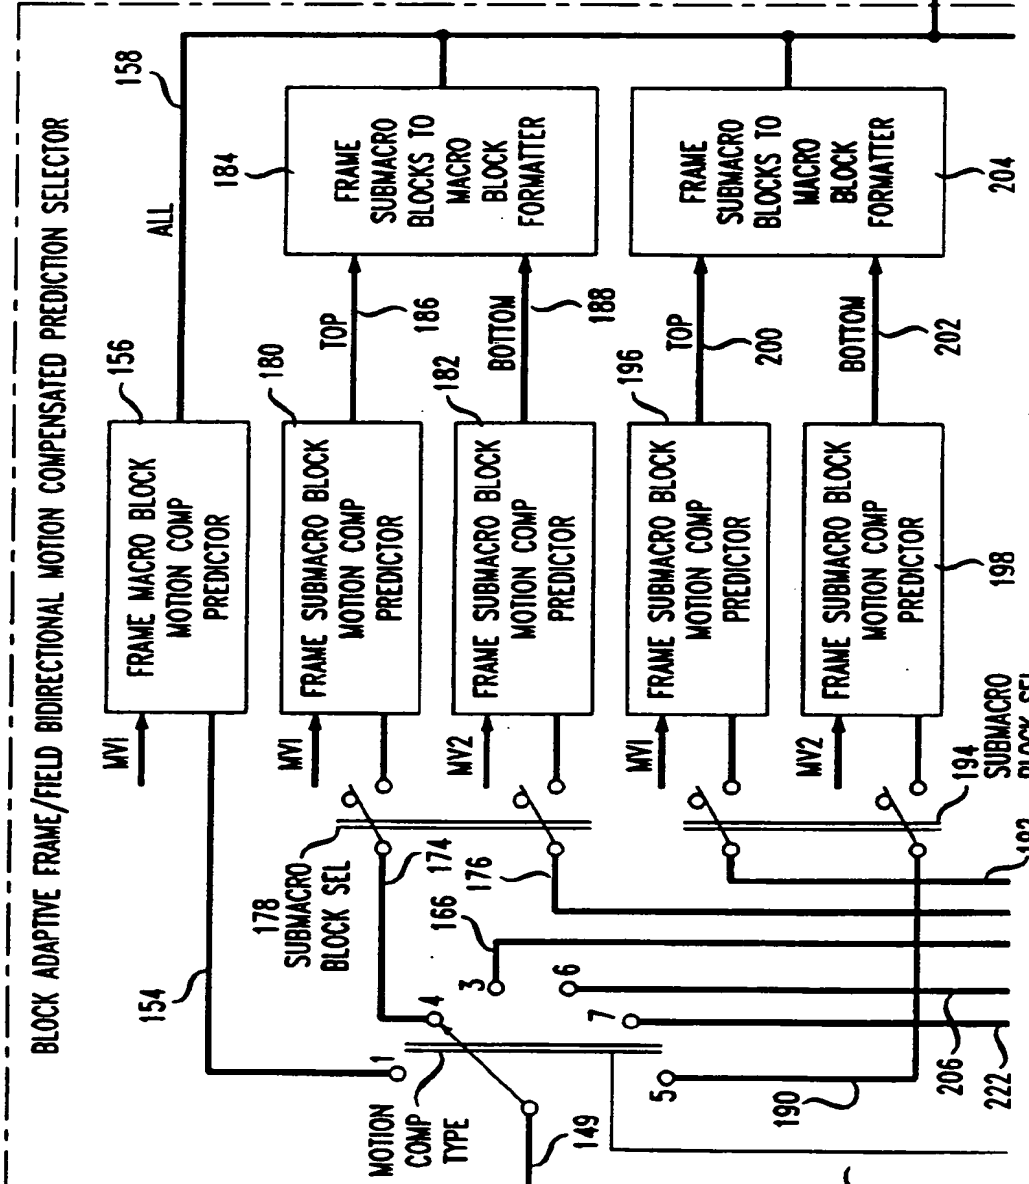 BLOCK ADAPTIVE FRAME/FIELD BIDIRECTIONAL MOTION COMPENSATED PREDICTION SELECTOR
154
MV1
FRAME MACRO BLOCK
MOTION COMP
PREDICTOR
156
ALL
158
178
SUBMACRO
BLOCK SEL
174
MV1
FRAME SUBMACRO BLOCK
MOTION COMP
PREDICTOR
180
TOP
186
184
FRAME
SUBMACRO
BLOCKS TO
MACRO
BLOCK
FORMATTER
176
MV2
FRAME SUBMACRO BLOCK
MOTION COMP
PREDICTOR
182
BOTTOM
188
MOTION
COMP
TYPE
1
4
3
6
7
5
166
149
MV1
FRAME SUBMACRO BLOCK
MOTION COMP
PREDICTOR
196
TOP
200
FRAME
SUBMACRO
BLOCKS TO
MACRO
BLOCK
FORMATTER
204
190
MV2
FRAME SUBMACRO BLOCK
MOTION COMP
PREDICTOR
198
BOTTOM
202
206
222
194
SUBMACRO